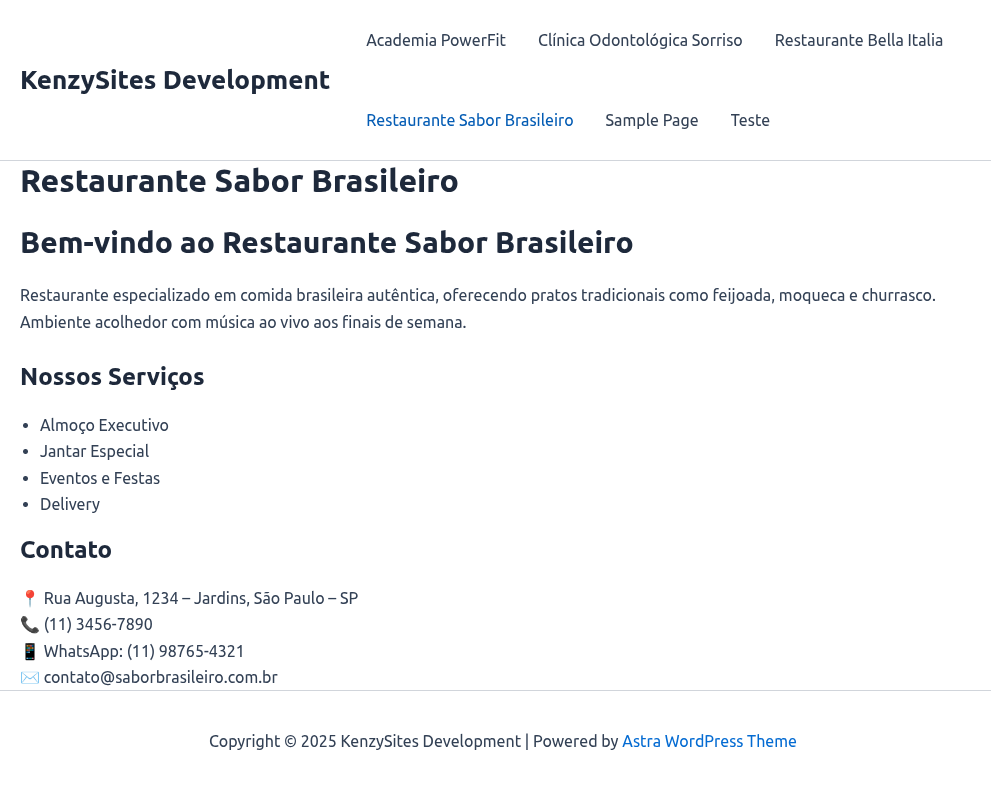 KenzySites Development
Academia PowerFit Clínica Odontológica Sorriso Restaurante Bella Italia
Restaurante Sabor Brasileiro Sample Page Teste
Restaurante Sabor Brasileiro
Bem-vindo ao Restaurante Sabor Brasileiro
Restaurante especializado em comida brasileira autêntica, oferecendo pratos tradicionais como feijoada, moqueca e churrasco.
Ambiente acolhedor com música ao vivo aos finais de semana.
Nossos Serviços
• Almoço Executivo
• Jantar Especial
• Eventos e Festas
• Delivery
Contato
📍 Rua Augusta, 1234 – Jardins, São Paulo – SP
📞 (11) 3456-7890
📱 WhatsApp: (11) 98765-4321
✉️ contato@saborbrasileiro.com.br
Copyright © 2025 KenzySites Development | Powered by Astra WordPress Theme